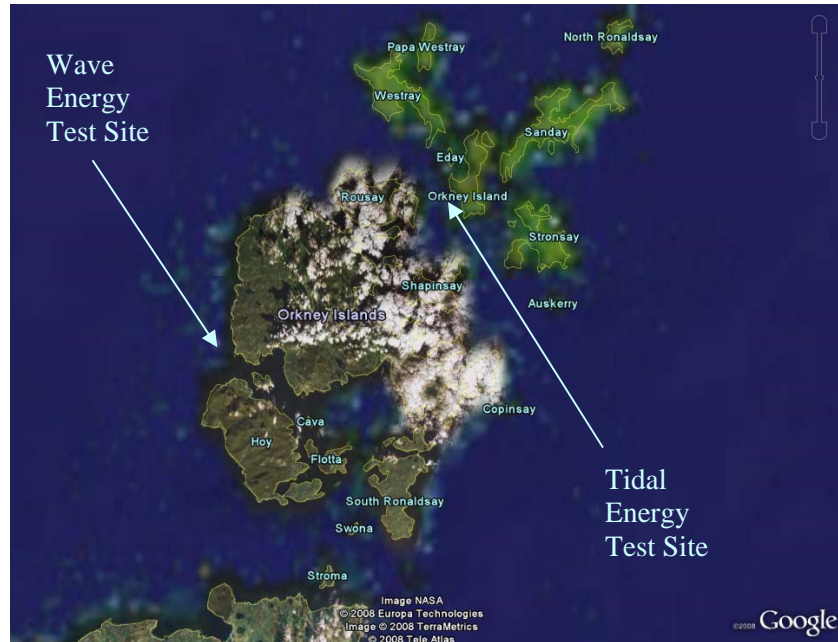 North Ronaldsay
Papa Westray
Wave
Energy
Test Site
Westray
Sanday
Eday
Rousay
Orkney Island
Stronsay
Shapinsay
Auskerry
Orkney Islands
Copinsay
Cava
Hoy
Flotta
Tidal
Energy
Test Site
South Ronaldsay
Swona
Stroma
Image NASA
© 2008 Europa Technologies
Image © 2008 TerraMetrics
© 2008 Tele Atlas
©2008 Google